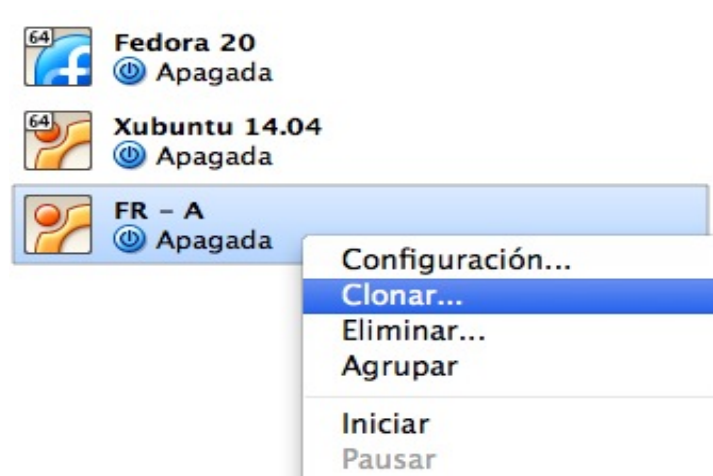 64
Fedora 20
Apagada
64
Xubuntu 14.04
Apagada
FR – A
Apagada
Configuración...
Clonar...
Eliminar...
Agrupar
Iniciar
Pausar